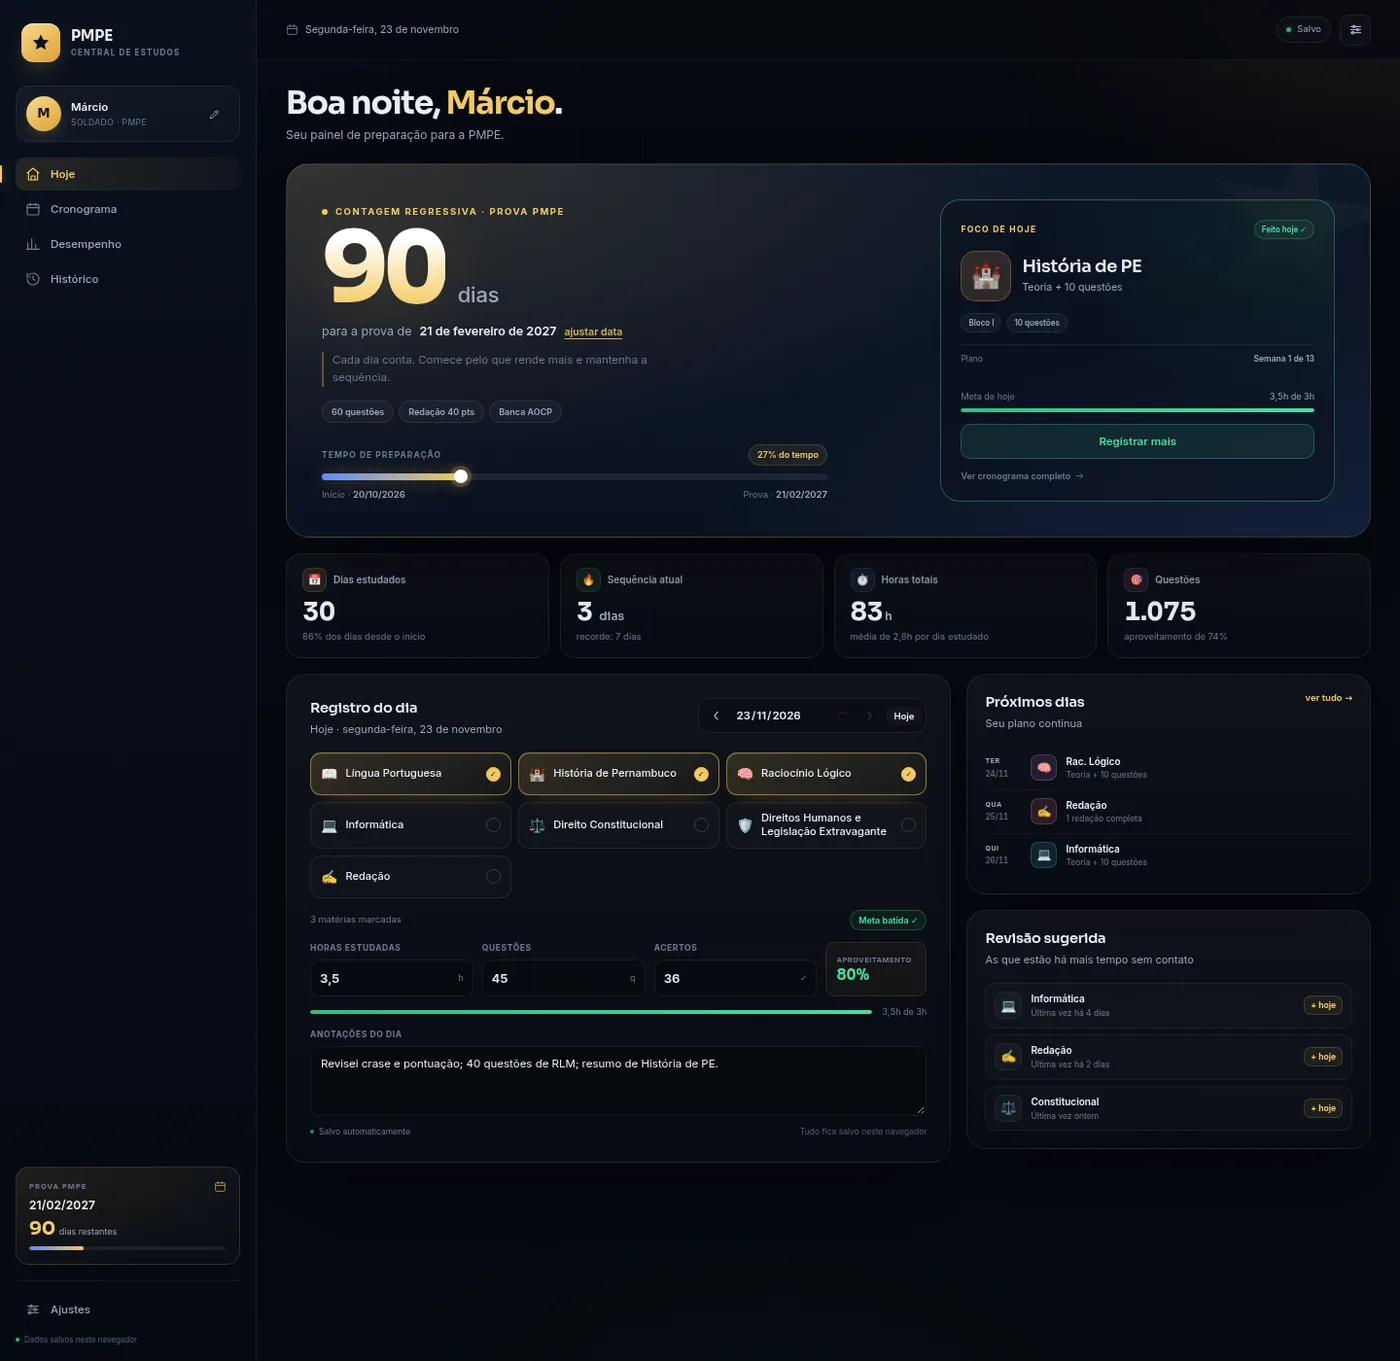 PMPE
CENTRAL DE ESTUDOS
M
Márcio
SOLDADO · PMPE
Hoje
Cronograma
Desempenho
Histórico
PROVA PMPE
21/02/2027
90 dias restantes
Ajustes
Dados salvos neste navegador
Segunda-feira, 23 de novembro
Salvo
Boa noite, Márcio.
Seu painel de preparação para a PMPE.
CONTAGEM REGRESSIVA · PROVA PMPE
90 dias
para a prova de 21 de fevereiro de 2027 ajustar data
Cada dia conta. Comece pelo que rende mais e mantenha a
sequência.
60 questões
Redação 40 pts
Banca AOCP
TEMPO DE PREPARAÇÃO
27% do tempo
Início · 20/10/2026
Prova · 21/02/2027
FOCO DE HOJE
Feito hoje ✓
História de PE
Teoria + 10 questões
Bloco I
10 questões
Plano
Semana 1 de 13
Meta de hoje
3,5h de 3h
Registrar mais
Ver cronograma completo →
Dias estudados
30
86% dos dias desde o início
Sequência atual
3 dias
recorde: 7 dias
Horas totais
83 h
média de 2,8h por dia estudado
Questões
1.075
aproveitamento de 74%
Registro do dia
Hoje · segunda-feira, 23 de novembro
23/11/2026
Hoje
Língua Portuguesa
História de Pernambuco
Raciocínio Lógico
Informática
Direito Constitucional
Direitos Humanos e
Legislação Extravagante
Redação
3 matérias marcadas
Meta batida ✓
HORAS ESTUDADAS
3,5 h
QUESTÕES
45 q
ACERTOS
36 ✓
APROVEITAMENTO
80%
3,5h de 3h
ANOTAÇÕES DO DIA
Revisei crase e pontuação; 40 questões de RLM; resumo de História de PE.
Salvo automaticamente
Tudo fica salvo neste navegador
Próximos dias
ver tudo →
Seu plano continua
TER
24/11
Rac. Lógico
Teoria + 10 questões
QUA
25/11
Redação
1 redação completa
QUI
26/11
Informática
Teoria + 10 questões
Revisão sugerida
As que estão há mais tempo sem contato
Informática
Última vez há 4 dias
+ hoje
Redação
Última vez há 2 dias
+ hoje
Constitucional
Última vez ontem
+ hoje